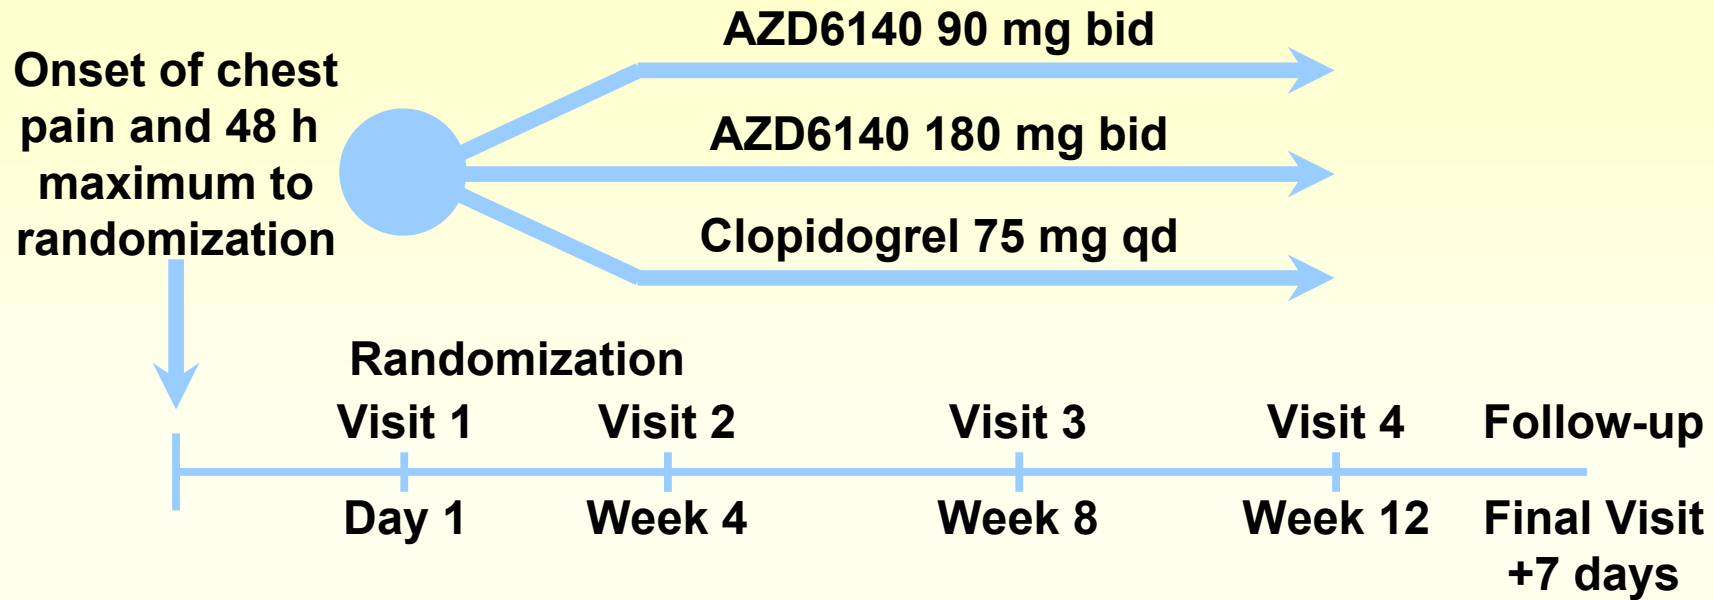 Onset of chest
pain and 48 h
maximum to
randomization
AZD6140 90 mg bid
AZD6140 180 mg bid
Clopidogrel 75 mg qd
Randomization
Visit 1 Visit 2 Visit 3 Visit 4 Follow-up
Day 1 Week 4 Week 8 Week 12 Final Visit
+7 days